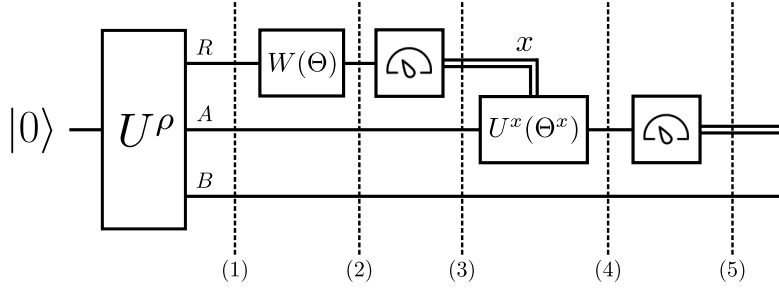 R W(Θ) x
|0⟩ U^ρ A U^x(Θ^x)
B
(1) (2) (3) (4) (5)